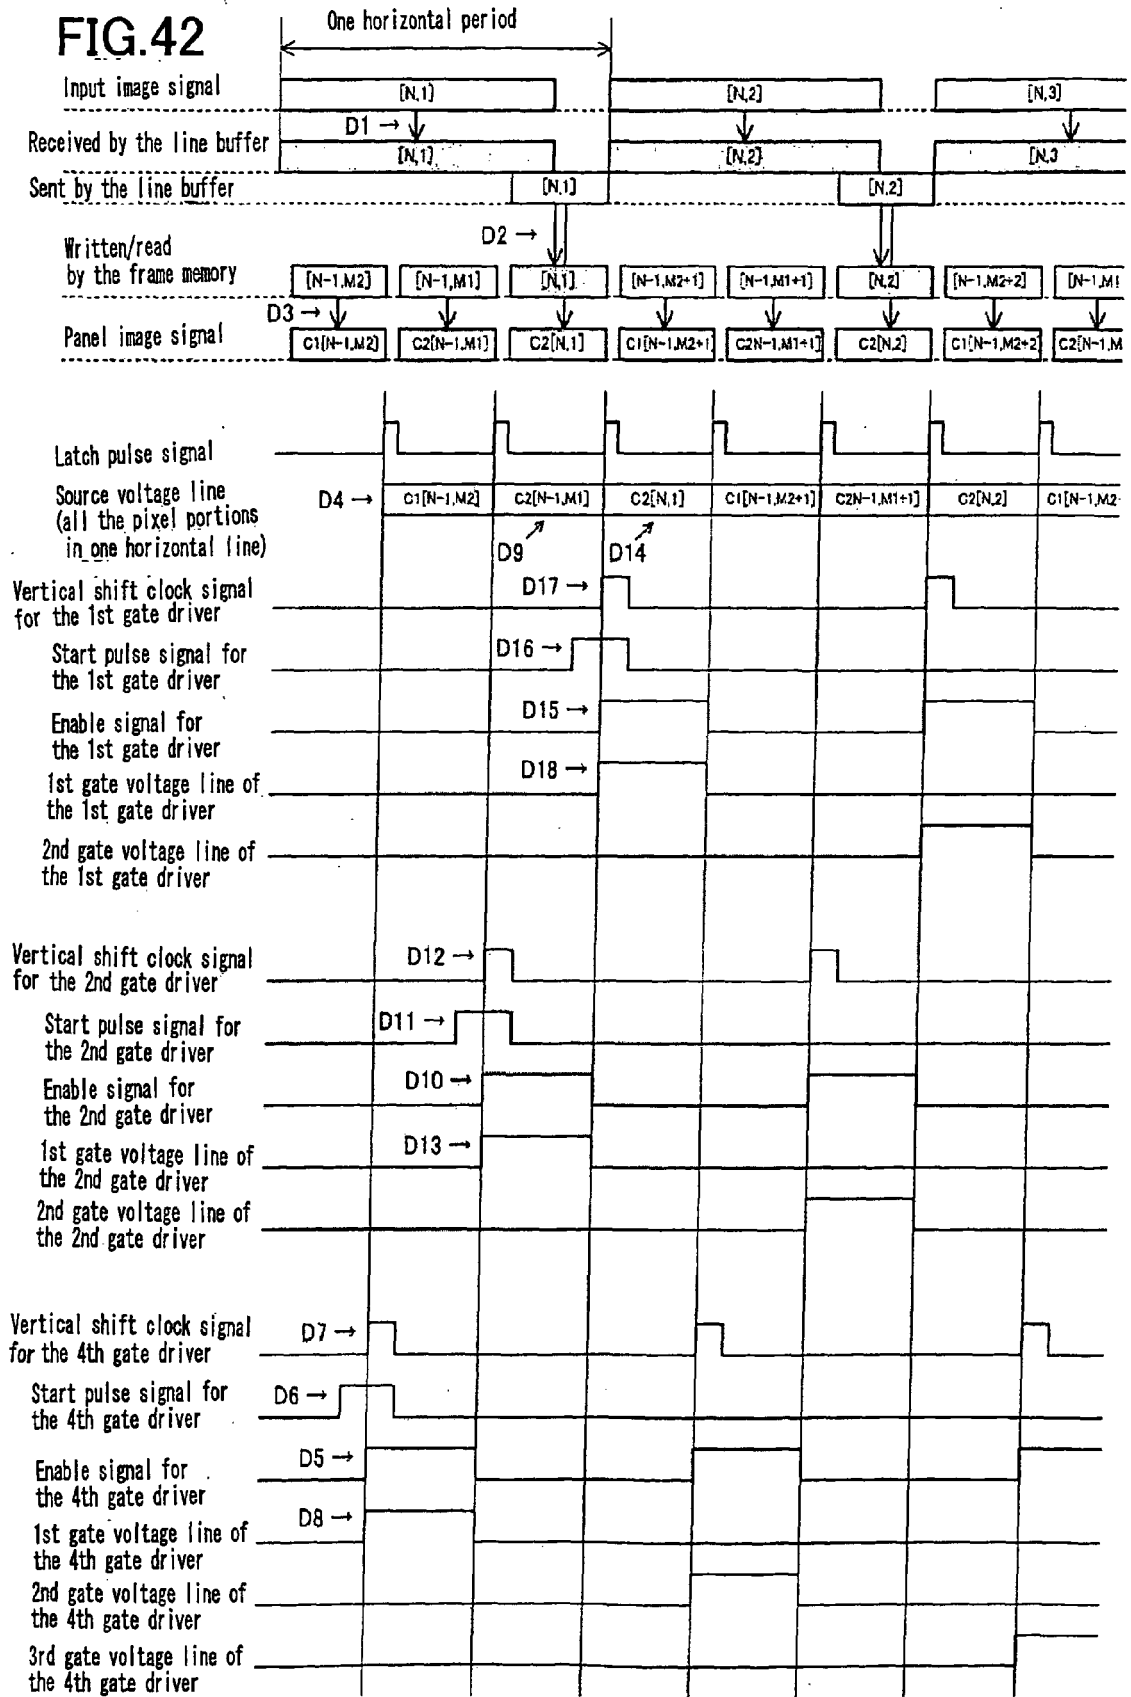 FIG.42
One horizontal period
Input image signal
[N,1]
[N,2]
[N,3]
D1→
Received by the line buffer
[N,1]
[N,2]
[N,3
Sent by the line buffer
[N,1]
[N,2]
D2→
Written/read
by the frame memory
[N-1,M2]
[N-1,M1]
[N,1]
[N-1,M2+1]
[N-1,M1+1]
[N,2]
[N-1,M2+2]
[N-1,M1
D3→
Panel image signal
C1[N-1,M2]
C2[N-1,M1]
C2[N,1]
C1[N-1,M2+1]
C2N-1,M1+1]
C2[N,2]
C1[N-1,M2+2]
C2[N-1,M
Latch pulse signal
Source voltage line
(all the pixel portions
in one horizontal line)
D4→
C1[N-1,M2]
C2[N-1,M1]
C2[N,1]
C1[N-1,M2+1]
C2N-1,M1+1]
C2[N,2]
C1[N-1,M2-
D9
D14
Vertical shift clock signal
for the 1st gate driver
D17→
Start pulse signal for
the 1st gate driver
D16→
Enable signal for
the 1st gate driver
D15→
1st gate voltage line of
the 1st gate driver
D18→
2nd gate voltage line of
the 1st gate driver
Vertical shift clock signal
for the 2nd gate driver
D12→
Start pulse signal for
the 2nd gate driver
D11→
Enable signal for
the 2nd gate driver
D10→
1st gate voltage line of
the 2nd gate driver
D13→
2nd gate voltage line of
the 2nd gate driver
Vertical shift clock signal
for the 4th gate driver
D7→
Start pulse signal for
the 4th gate driver
D6→
Enable signal for
the 4th gate driver
D5→
1st gate voltage line of
the 4th gate driver
D8→
2nd gate voltage line of
the 4th gate driver
3rd gate voltage line of
the 4th gate driver